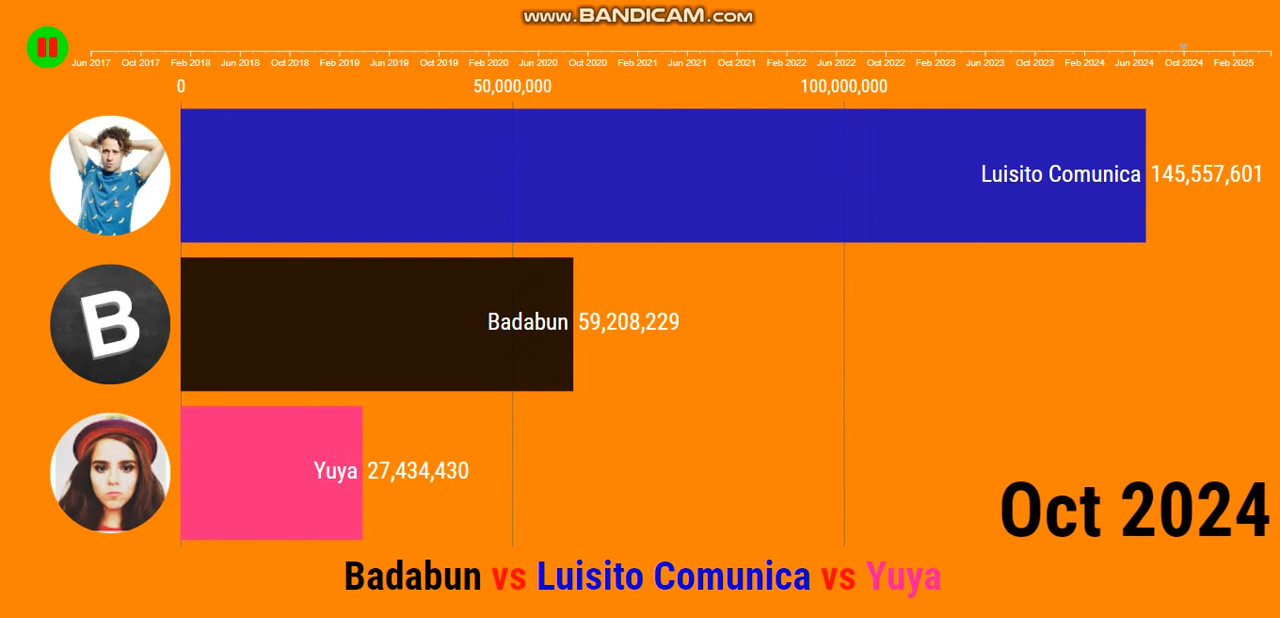 www.BANDICAM.com
Jun 2017 Oct 2017 Feb 2018 Jun 2018 Oct 2018 Feb 2019 Jun 2019 Oct 2019 Feb 2020 Jun 2020 Oct 2020 Feb 2021 Jun 2021 Oct 2021 Feb 2022 Jun 2022 Oct 2022 Feb 2023 Jun 2023 Oct 2023 Feb 2024 Jun 2024 Oct 2024 Feb 2025
0 50,000,000 100,000,000
Luisito Comunica 145,557,601
B
Badabun 59,208,229
Yuya 27,434,430
Oct 2024
Badabun vs Luisito Comunica vs Yuya